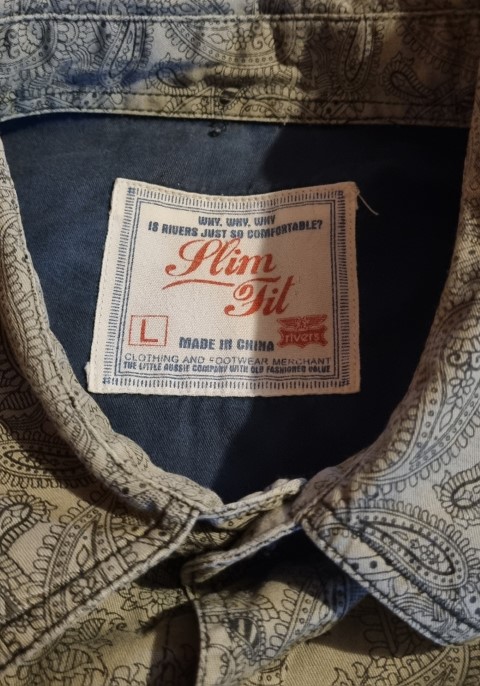 WHY, WHY, WHY
IS RIVERS JUST SO COMFORTABLE?
Slim
Fit
L
MADE IN CHINA
rivers
CLOTHING AND FOOTWEAR MERCHANT
THE LITTLE AUSSIE COMPANY WITH OLD FASHIONED VALUE